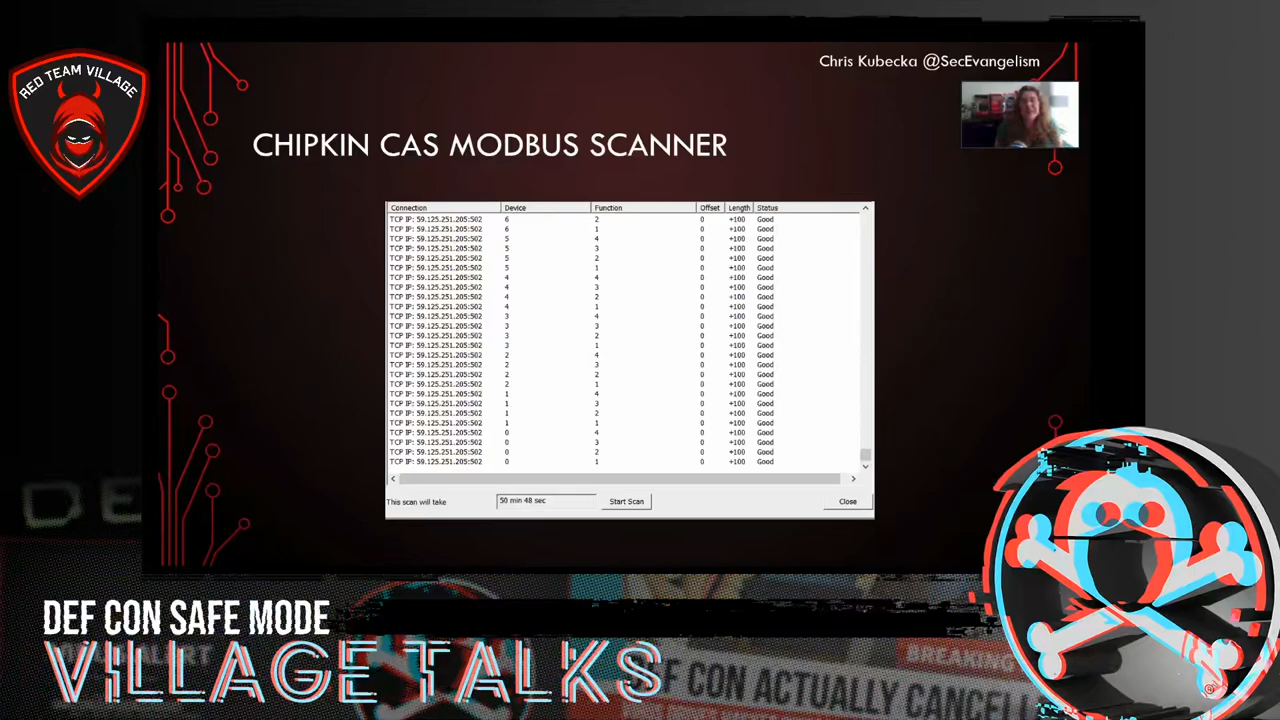 RED TEAM VILLAGE
Chris Kubecka @SecEvangelism
CHIPKIN CAS MODBUS SCANNER
Connection Device Function Offset Length Status
TCP IP: 59.125.251.205:502 6 2 0 +100 Good
TCP IP: 59.125.251.205:502 6 1 0 +100 Good
TCP IP: 59.125.251.205:502 5 4 0 +100 Good
TCP IP: 59.125.251.205:502 5 3 0 +100 Good
TCP IP: 59.125.251.205:502 5 2 0 +100 Good
TCP IP: 59.125.251.205:502 5 1 0 +100 Good
TCP IP: 59.125.251.205:502 4 4 0 +100 Good
TCP IP: 59.125.251.205:502 4 3 0 +100 Good
TCP IP: 59.125.251.205:502 4 2 0 +100 Good
TCP IP: 59.125.251.205:502 4 1 0 +100 Good
TCP IP: 59.125.251.205:502 3 4 0 +100 Good
TCP IP: 59.125.251.205:502 3 3 0 +100 Good
TCP IP: 59.125.251.205:502 3 2 0 +100 Good
TCP IP: 59.125.251.205:502 3 1 0 +100 Good
TCP IP: 59.125.251.205:502 2 4 0 +100 Good
TCP IP: 59.125.251.205:502 2 3 0 +100 Good
TCP IP: 59.125.251.205:502 2 2 0 +100 Good
TCP IP: 59.125.251.205:502 2 1 0 +100 Good
TCP IP: 59.125.251.205:502 1 4 0 +100 Good
TCP IP: 59.125.251.205:502 1 3 0 +100 Good
TCP IP: 59.125.251.205:502 1 2 0 +100 Good
TCP IP: 59.125.251.205:502 1 1 0 +100 Good
TCP IP: 59.125.251.205:502 0 4 0 +100 Good
TCP IP: 59.125.251.205:502 0 3 0 +100 Good
TCP IP: 59.125.251.205:502 0 2 0 +100 Good
TCP IP: 59.125.251.205:502 0 1 0 +100 Good
This scan will take 50 min 48 sec Start Scan Close
DEF CON SAFE MODE
VILLAGE TALKS
BREAKING
DEF CON ACTUALLY CANCEL